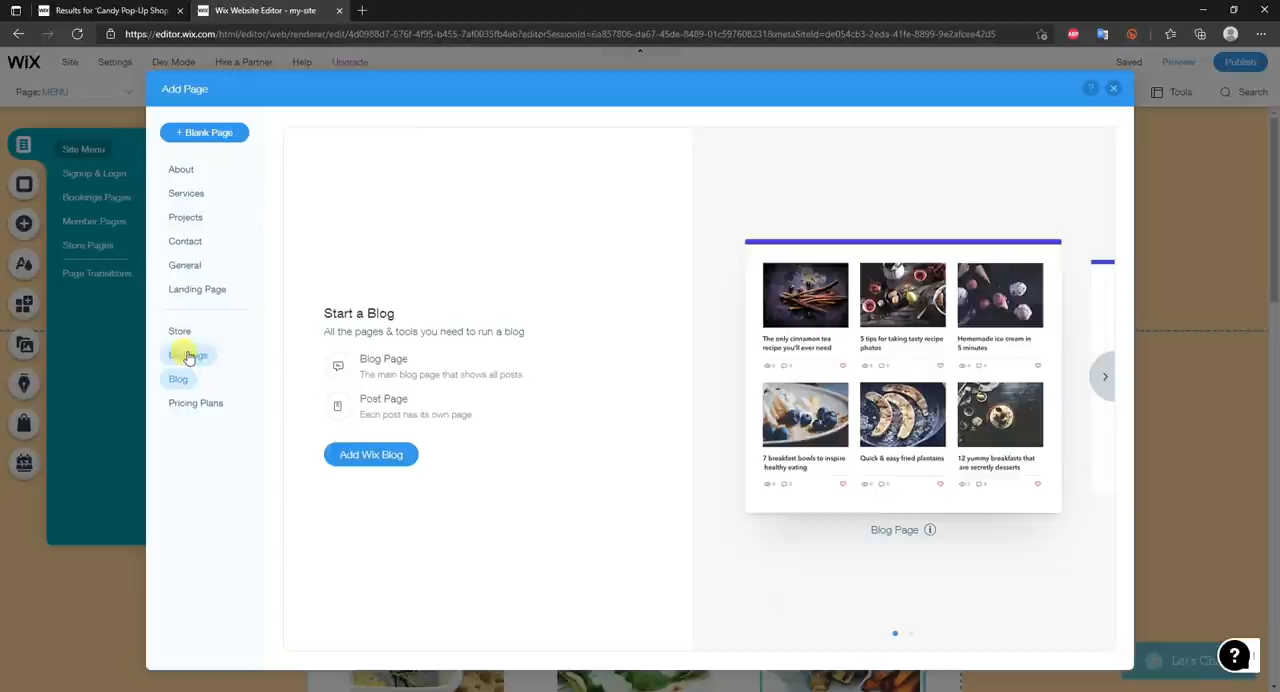 Results for 'Candy Pop-Up Shop
Wix Website Editor - my-site
https://editor.wix.com/html/editor/web/renderer/edit/4d0988d7-676f-4f95-b455-7af0035fb4eb?editorSessionId=6a857806-da67-45de-8489-01c597608231&metaSiteId=de054cb3-2eda-41fe-8899-9e2afcee42d5
WiX Site Settings Dev Mode Hire a Partner Help Upgrade Saved Preview Publish
Page: MENU Tools Search
Add Page
+ Blank Page
About
Services
Projects
Contact
General
Landing Page
Store
Blog
Pricing Plans
Site Menu
Signup & Login
Bookings Pages
Member Pages
Store Pages
Page Transitions
Start a Blog
All the pages & tools you need to run a blog
Blog Page
The main blog page that shows all posts
Post Page
Each post has its own page
Add Wix Blog
The only cinnamon tea
recipe you'll ever need
5 tips for taking tasty recipe
photos
Homemade ice cream in
5 minutes
7 breakfast bowls to inspire
healthy eating
Quick & easy fried plantains
12 yummy breakfasts that
are secretly desserts
Blog Page
Let's
?